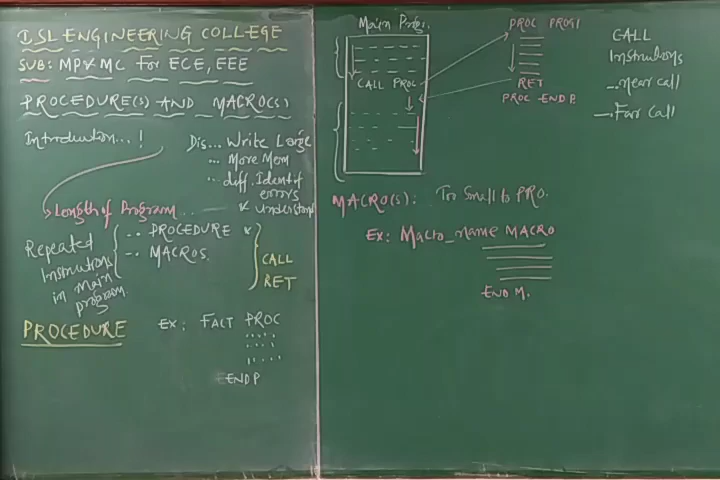 DSL ENGINEERING COLLEGE
SUB: MPX MC For ECE, EEE
PROCEDURE(S) AND MACRO(S)
Introduction...!
Dis... Write Large
... More Mem
... diff. Identif
errors
& understand
Length of Program...
Repeated
Instructions
in main
program.
-.. PROCEDURE &
-.. MACROS.
CALL
RET
PROCEDURE
EX: FACT PROC
ENDP
Main Prog.
CALL PROC
PROC PROG1
RET
PROC ENDP.
CALL
Instructions
...Near call
...Far Call
MACRO(S): Too Small to PRO.
Ex: Macro_name MACRO
END M.